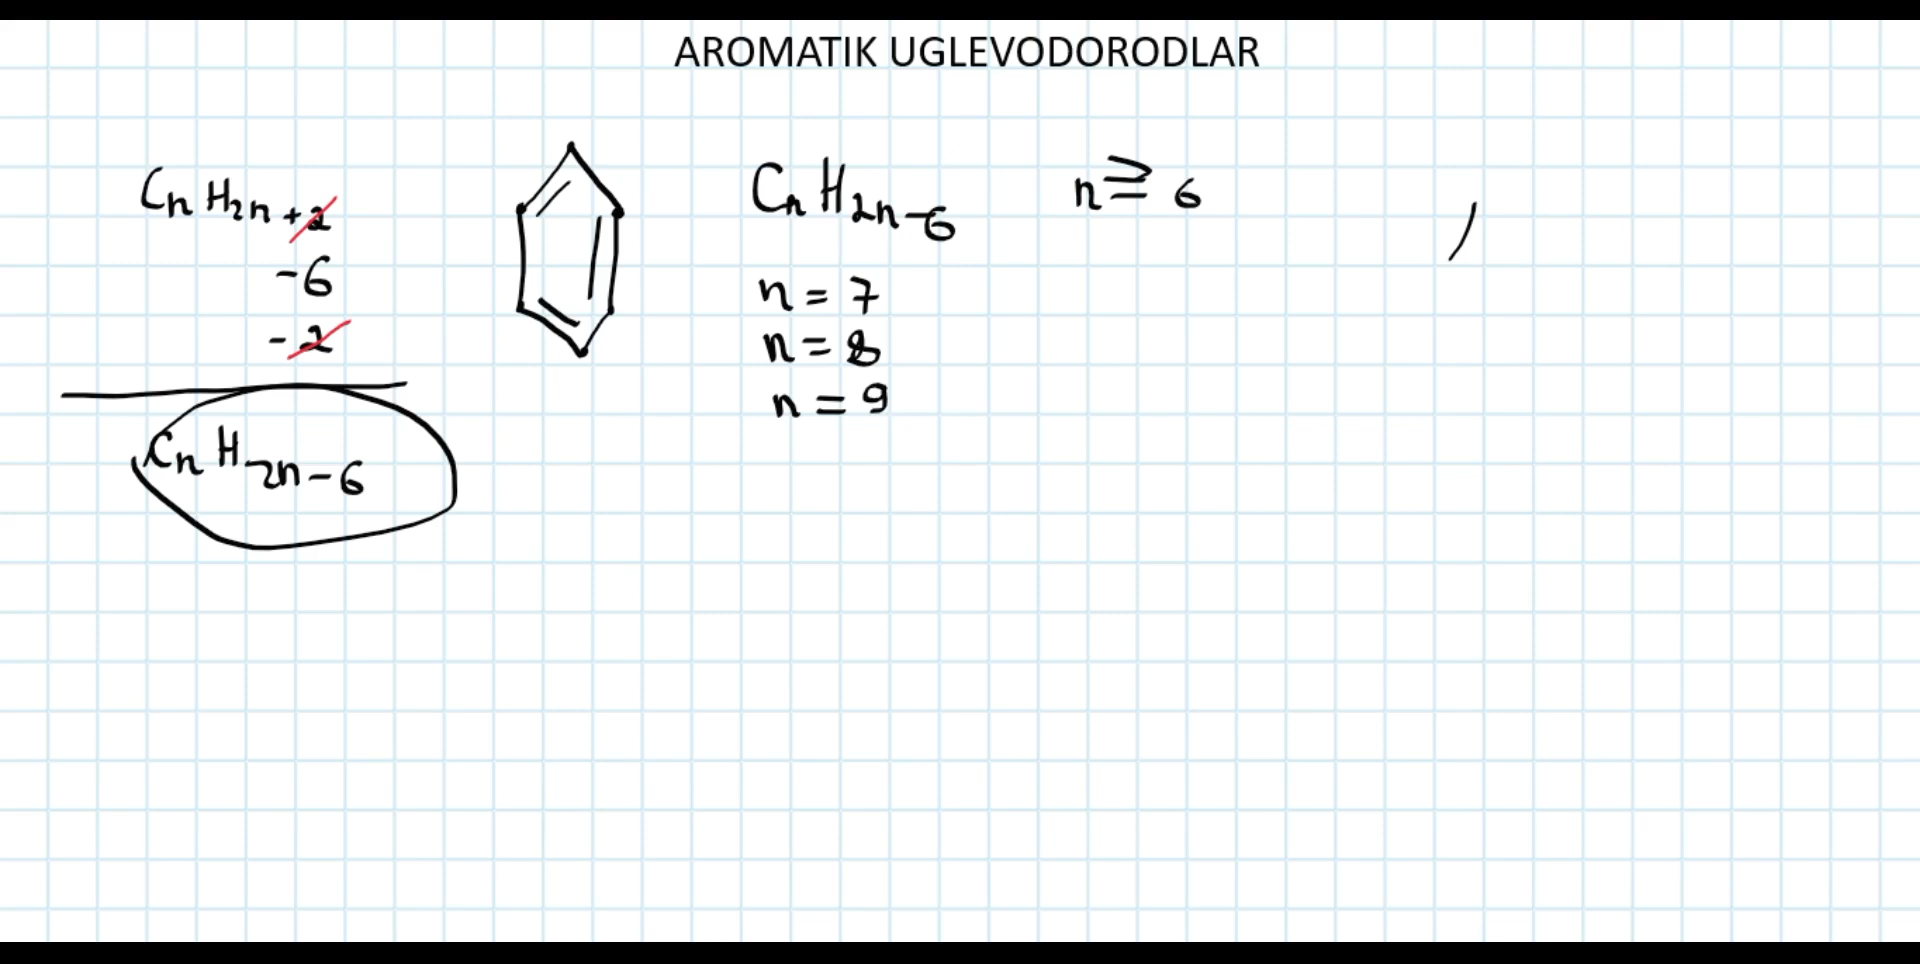 AROMATIK UGLEVODORODLAR
CnH2n+2
-6
-2
CnH2n-6
CnH2n-6 n ≥ 6
n = 7
n = 8
n = 9